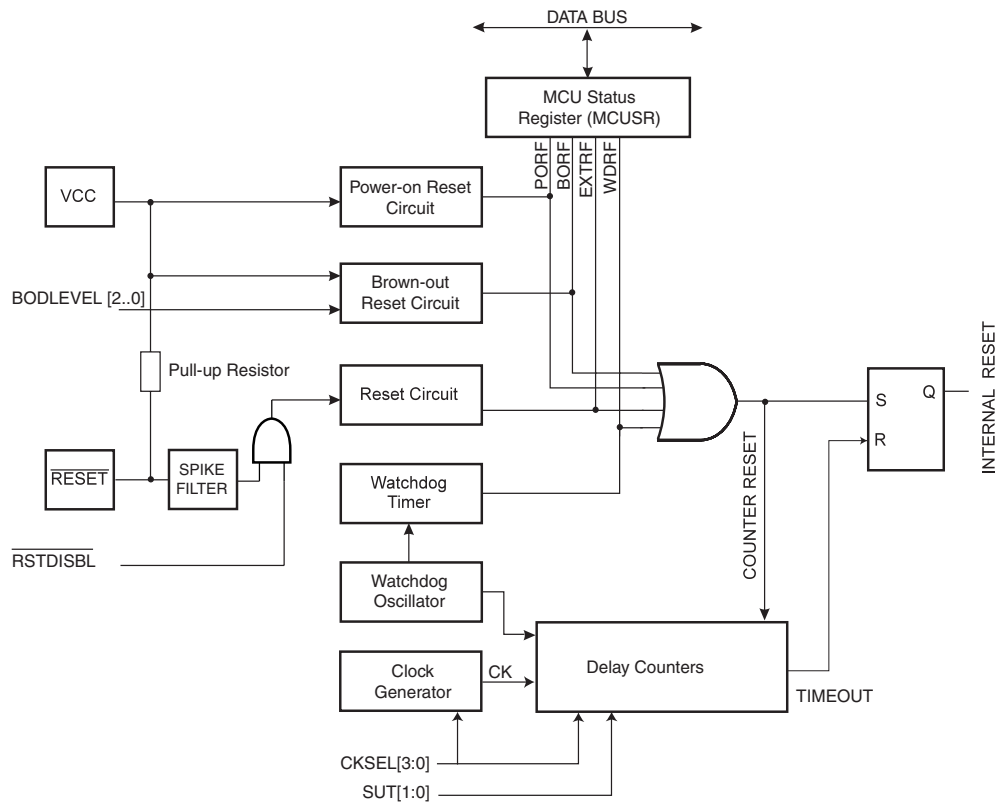 DATA BUS
MCU Status
Register (MCUSR)
PORF
BORF
EXTRF
WDRF
VCC
Power-on Reset
Circuit
Brown-out
Reset Circuit
BODLEVEL [2..0]
Pull-up Resistor
Reset Circuit
S
Q
R
INTERNAL RESET
RESET
SPIKE
FILTER
Watchdog
Timer
COUNTER RESET
RSTDISBL
Watchdog
Oscillator
Clock
Generator
CK
Delay Counters
TIMEOUT
CKSEL[3:0]
SUT[1:0]